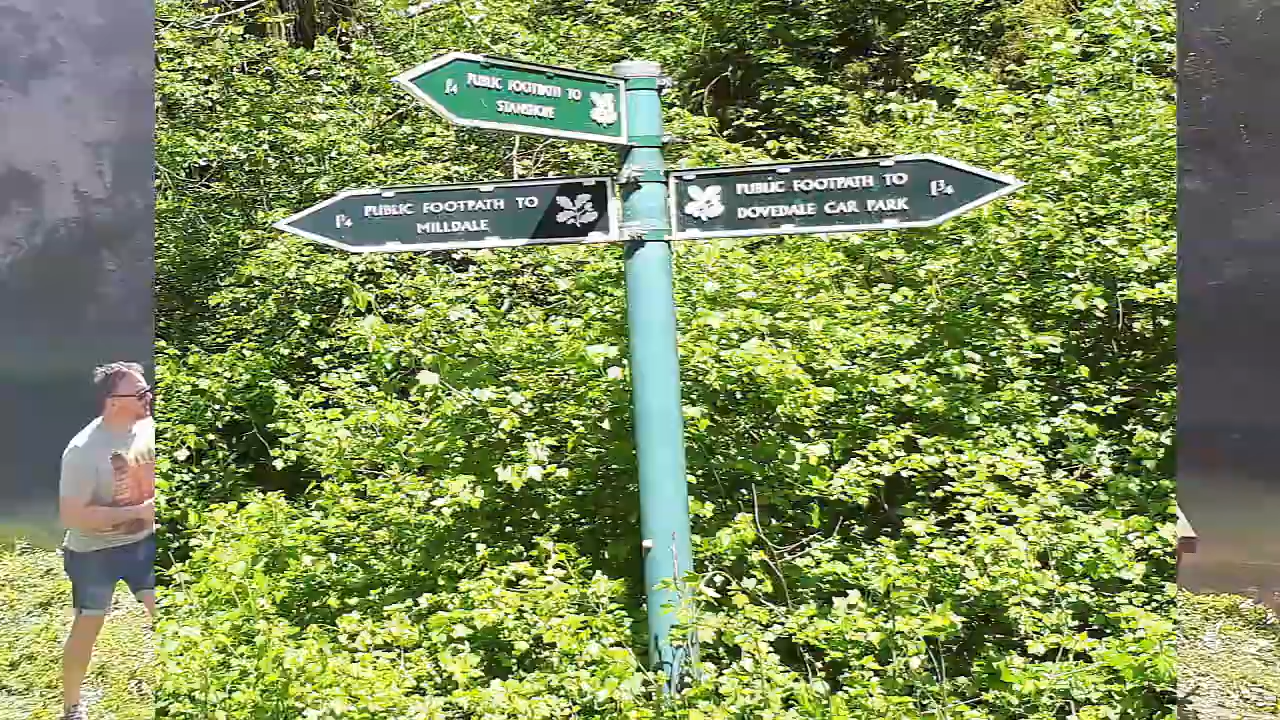 PUBLIC FOOTPATH TO
STANSHOPE
PUBLIC FOOTPATH TO
MILLDALE
PUBLIC FOOTPATH TO
DOVEDALE CAR PARK